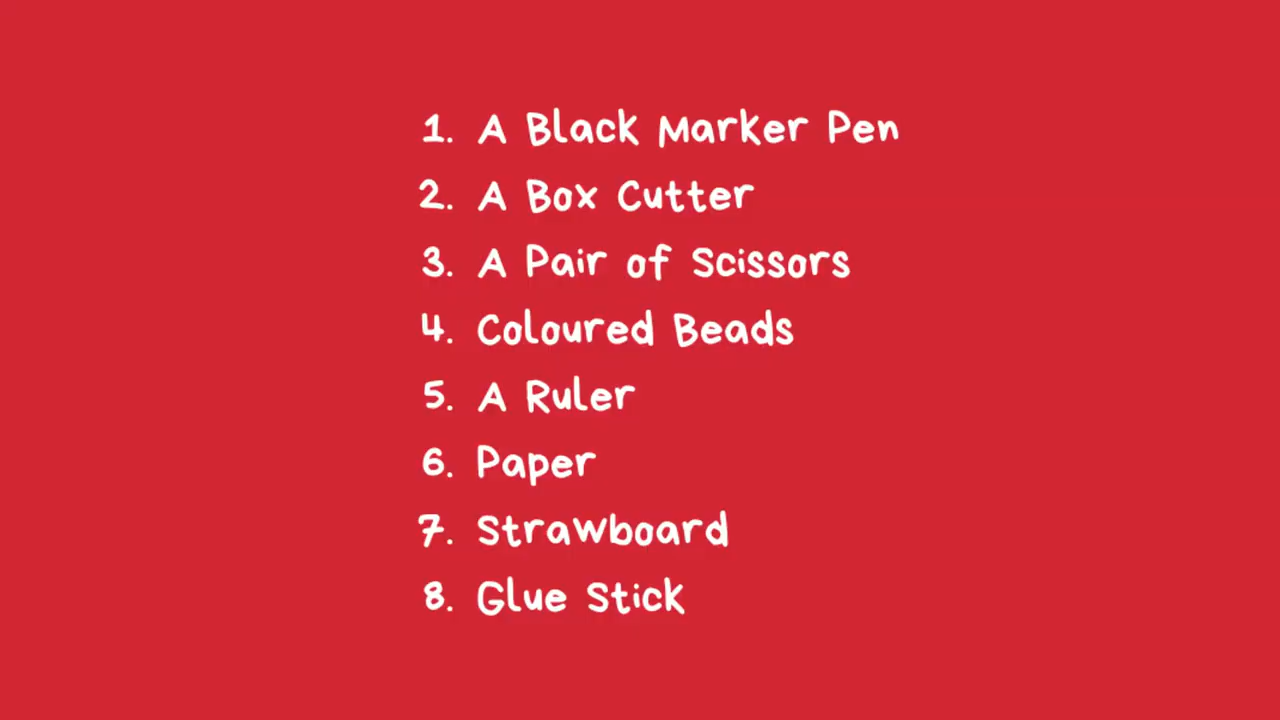 1. A Black Marker Pen
2. A Box Cutter
3. A Pair of Scissors
4. Coloured Beads
5. A Ruler
6. Paper
7. Strawboard
8. Glue Stick